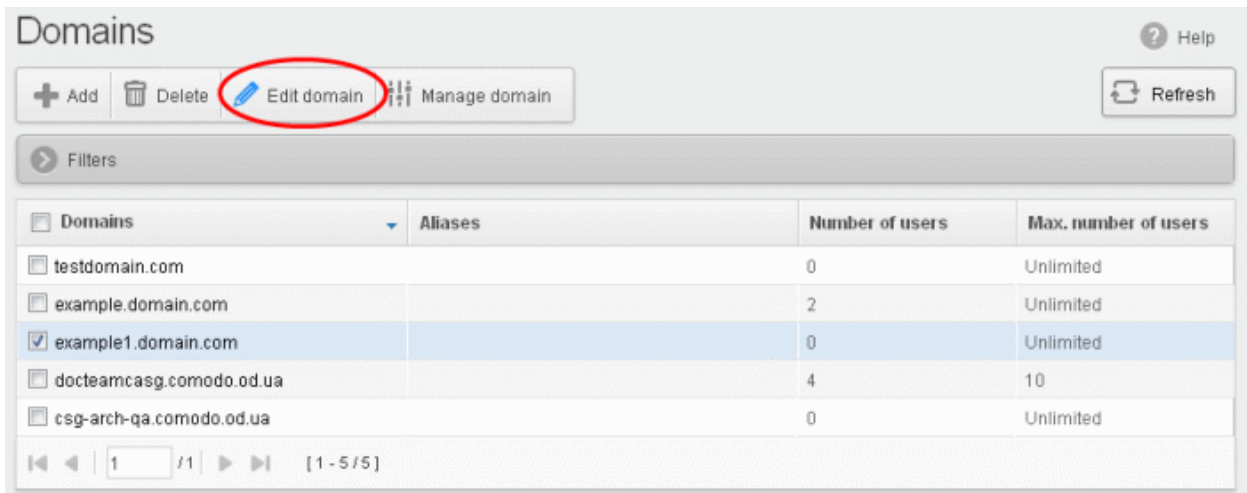 Domains
Help
Add Delete Edit domain Manage domain Refresh
Filters
Domains Aliases Number of users Max. number of users
testdomain.com 0 Unlimited
example.domain.com 2 Unlimited
example1.domain.com 0 Unlimited
docteamcasg.comodo.od.ua 4 10
csg-arch-qa.comodo.od.ua 0 Unlimited
1 /1 [1-5/5]